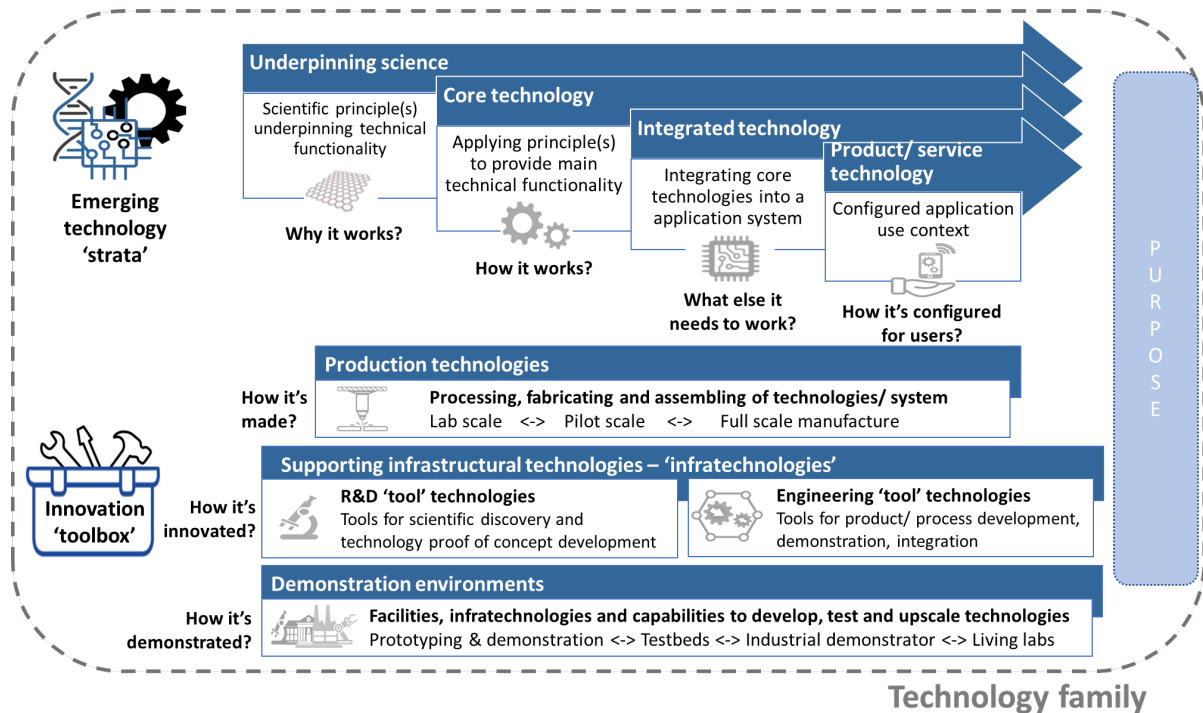 Emerging
technology
‘strata’
Underpinning science
Scientific principle(s)
underpinning technical
functionality
Why it works?
Core technology
Applying principle(s)
to provide main
technical functionality
How it works?
Integrated technology
Integrating core
technologies into a
application system
What else it
needs to work?
Product/ service
technology
Configured application
use context
How it’s configured
for users?
PURPOSE
Innovation
‘toolbox’
How it’s
made?
Production technologies
Processing, fabricating and assembling of technologies/ system
Lab scale <-> Pilot scale <-> Full scale manufacture
How it’s
innovated?
Supporting infrastructural technologies – ‘infratechnologies’
R&D ‘tool’ technologies
Tools for scientific discovery and
technology proof of concept development
Engineering ‘tool’ technologies
Tools for product/ process development,
demonstration, integration
How it’s
demonstrated?
Demonstration environments
Facilities, infratechnologies and capabilities to develop, test and upscale technologies
Prototyping & demonstration <-> Testbeds <-> Industrial demonstrator <-> Living labs
Technology family